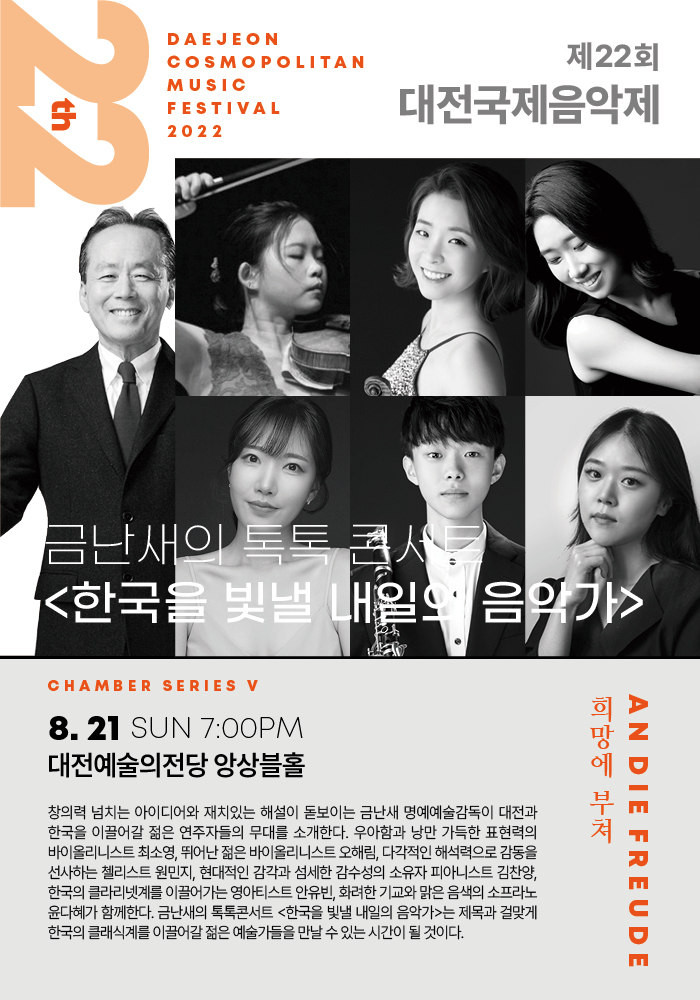 22
th
DAEJEON
COSMOPOLITAN
MUSIC
FESTIVAL
2022
제22회
대전국제음악제
금난새의 톡톡 콘서트
<한국을 빛낼 내일의 음악가>
CHAMBER SERIES V
8. 21 SUN 7:00PM
대전예술의전당 앙상블홀
창의력 넘치는 아이디어와 재치있는 해설이 돋보이는 금난새 명예예술감독이 대전과
한국을 이끌어갈 젊은 연주자들의 무대를 소개한다. 우아함과 낭만 가득한 표현력의
바이올리니스트 최소영, 뛰어난 젊은 바이올리니스트 오해림, 다각적인 해석력으로 감동을
선사하는 첼리스트 원민지, 현대적인 감각과 섬세한 감수성의 소유자 피아니스트 김찬양,
한국의 클라리넷계를 이끌어가는 영아티스트 안유빈, 화려한 기교와 맑은 음색의 소프라노
윤다혜가 함께한다. 금난새의 톡톡콘서트 <한국을 빛낼 내일의 음악가>는 제목과 걸맞게
한국의 클래식계를 이끌어갈 젊은 예술가들을 만날 수 있는 시간이 될 것이다.
희망에 부쳐
AN DIE FREUDE